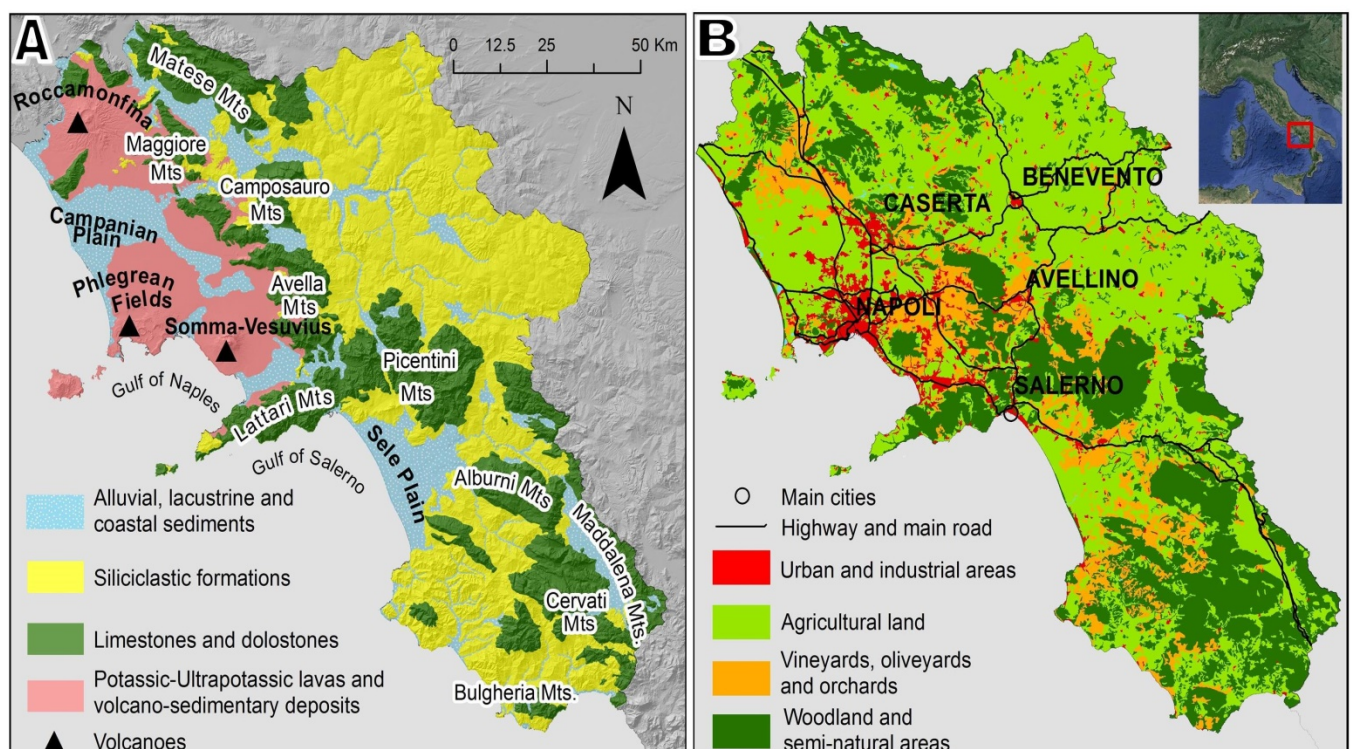 A
0 12.5 25 50 Km
N
Matese Mts
Roccamonfina
Maggiore
Mts
Camposauro
Mts
Campanian
Plain
Phlegrean
Fields
Avella
Mts
Somma-Vesuvius
Picentini
Mts
Gulf of Naples
Lattari Mts
Gulf of Salerno
Sele Plain
Alburni Mts
Maddalena Mts.
Cervati
Mts
Bulgheria Mts.
Alluvial, lacustrine and
coastal sediments
Siliciclastic formations
Limestones and dolostones
Potassic-Ultrapotassic lavas and
volcano-sedimentary deposits
Volcanoes
B
BENEVENTO
CASERTA
AVELLINO
NAPOLI
SALERNO
Main cities
Highway and main road
Urban and industrial areas
Agricultural land
Vineyards, oliveyards
and orchards
Woodland and
semi-natural areas